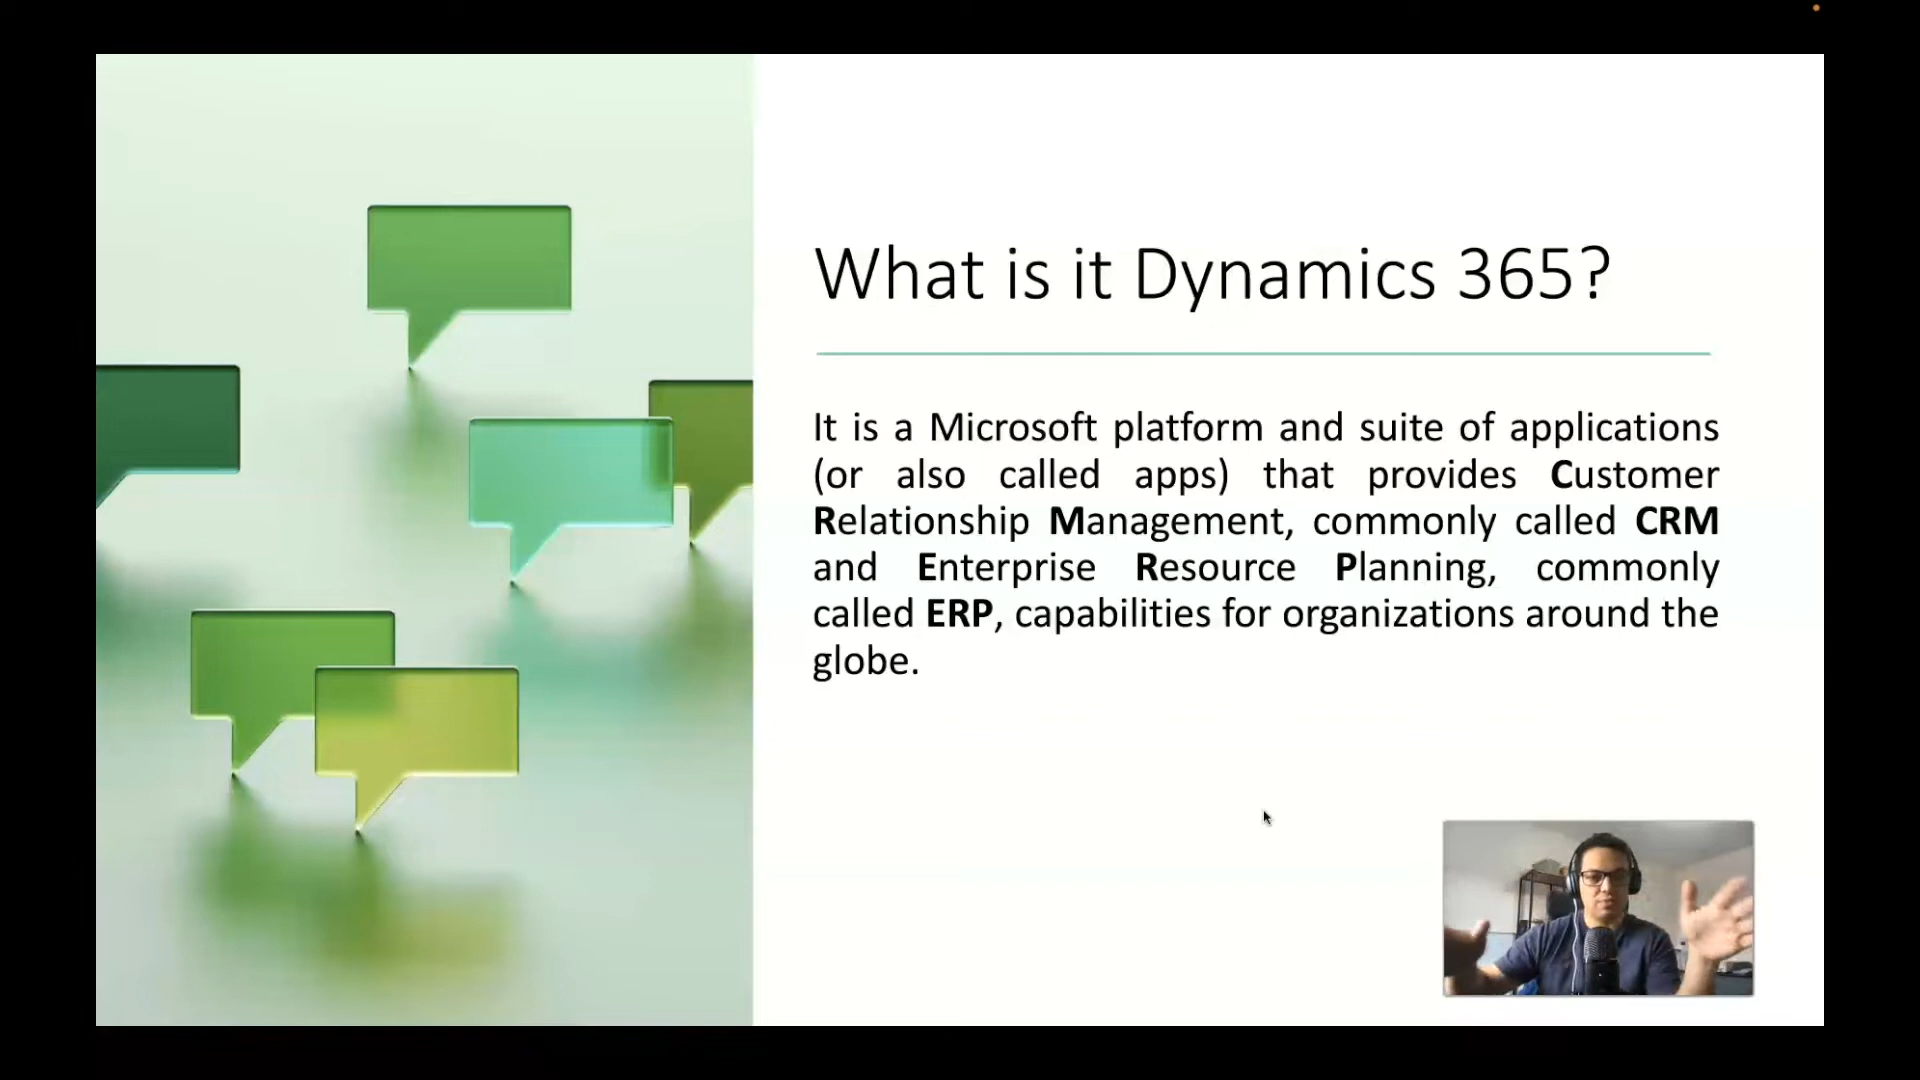 What is it Dynamics 365?
It is a Microsoft platform and suite of applications
(or also called apps) that provides Customer
Relationship Management, commonly called CRM
and Enterprise Resource Planning, commonly
called ERP, capabilities for organizations around the
globe.